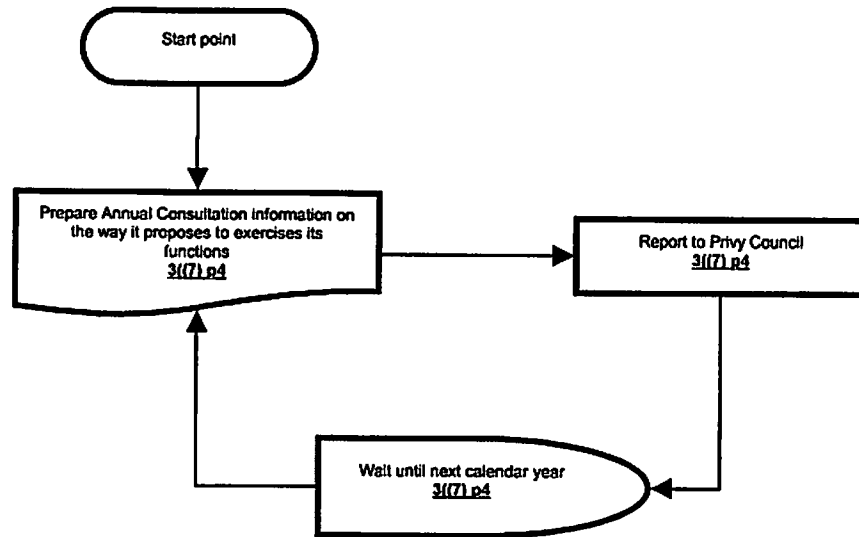 Start point
Prepare Annual Consultation information on
the way it proposes to exercises its
functions
3((7) p4
Report to Privy Council
3((7) p4
Wait until next calendar year
3((7) p4